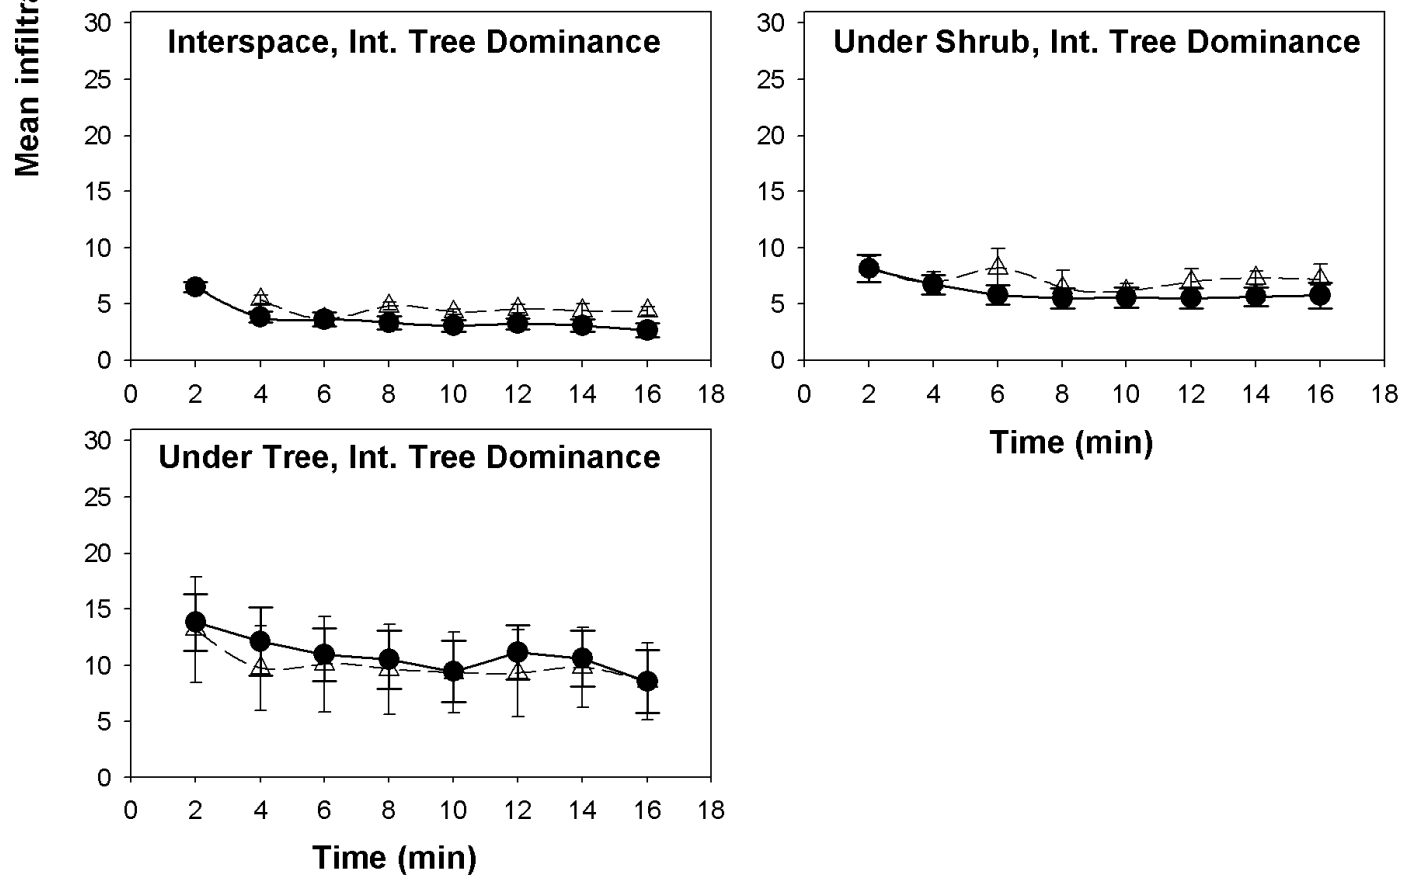 Mean infiltra
Interspace, Int. Tree Dominance
30
25
20
15
10
5
0
0 2 4 6 8 10 12 14 16 18
Under Shrub, Int. Tree Dominance
30
25
20
15
10
5
0
0 2 4 6 8 10 12 14 16 18
Time (min)
Under Tree, Int. Tree Dominance
30
25
20
15
10
5
0
0 2 4 6 8 10 12 14 16 18
Time (min)